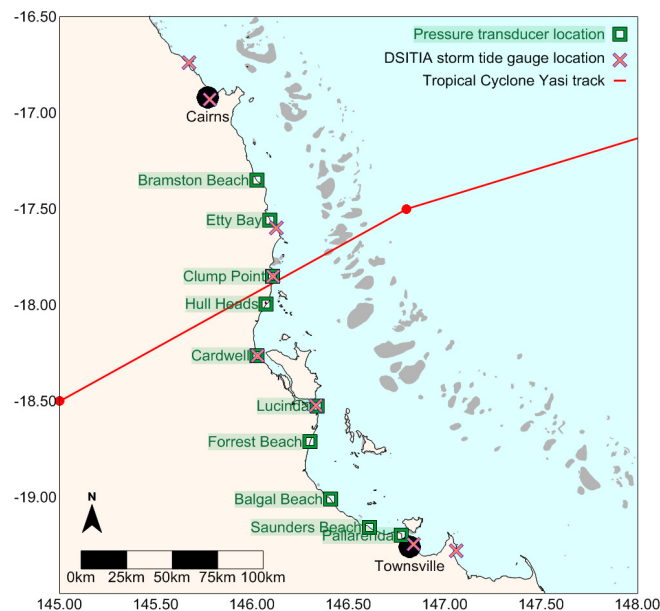 -16.50
Pressure transducer location
DSITIA storm tide gauge location
Tropical Cyclone Yasi track
-17.00
Cairns
Bramston Beach
-17.50
Etty Bay
Clump Point
-18.00
Hull Heads
Cardwell
-18.50
Lucinda
Forrest Beach
-19.00
Balgal Beach
N
Saunders Beach
Pallarenda
Townsville
0km 25km 50km 75km 100km
145.00 145.50 146.00 146.50 147.00 147.50 148.00